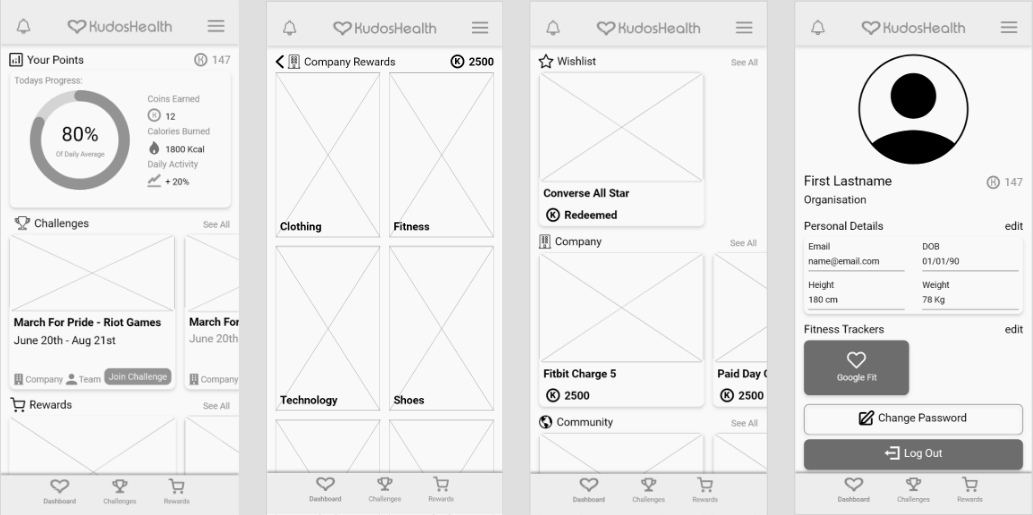 KudosHealth
Your Points
K 147
Todays Progress:
80%
Of Daily Average
Coins Earned
K 12
Calories Burned
1800 Kcal
Daily Activity
+ 20%
Challenges
See All
March For Pride - Riot Games
June 20th - Aug 21st
Company
Team
Join Challenge
March For
June 20th
Company
Rewards
See All
Dashboard
Challenges
Rewards
KudosHealth
Company Rewards
K 2500
Clothing
Fitness
Technology
Shoes
Dashboard
Challenges
Rewards
KudosHealth
Wishlist
See All
Converse All Star
K Redeemed
Company
See All
Fitbit Charge 5
K 2500
Paid Day
K 2500
Community
See All
Dashboard
Challenges
Rewards
KudosHealth
First Lastname
K 147
Organisation
Personal Details
edit
Email
DOB
name@email.com
01/01/90
Height
Weight
180 cm
78 Kg
Fitness Trackers
edit
Google Fit
Change Password
Log Out
Dashboard
Challenges
Rewards